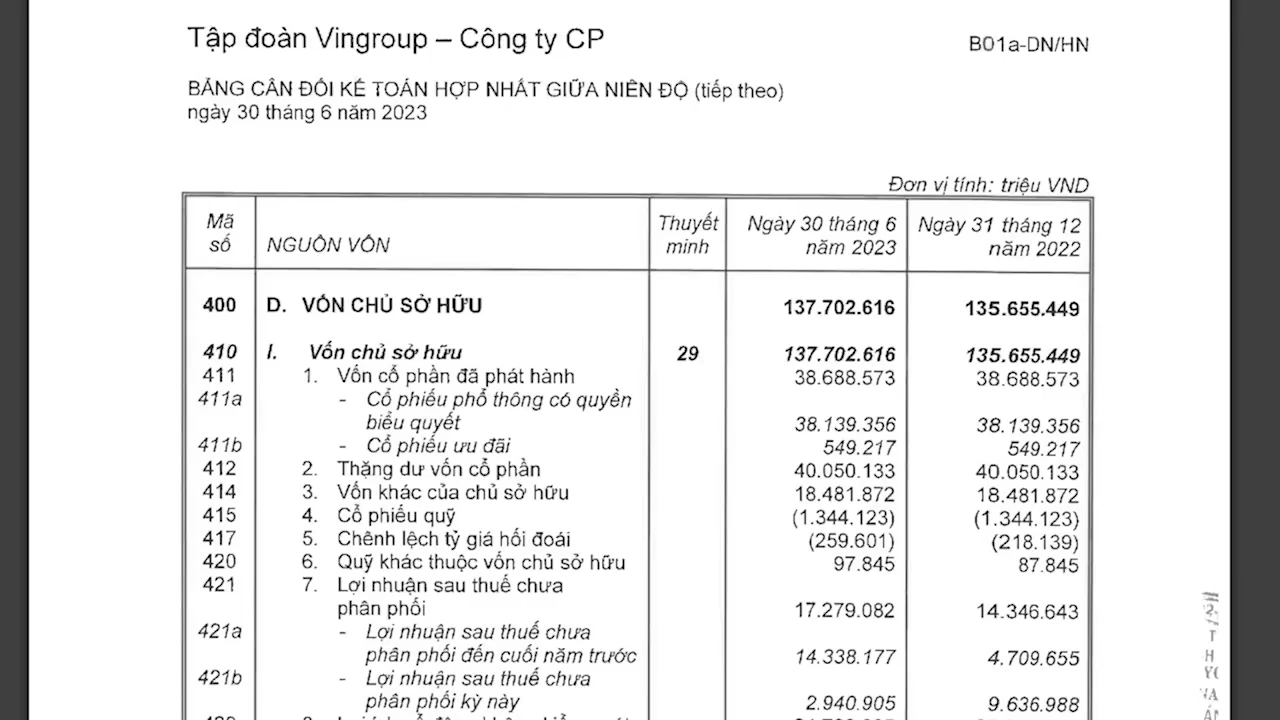 Tập đoàn Vingroup – Công ty CP
B01a-DN/HN
BẢNG CÂN ĐỐI KẾ TOÁN HỢP NHẤT GIỮA NIÊN ĐỘ (tiếp theo)
ngày 30 tháng 6 năm 2023
Đơn vị tính: triệu VND
Mã số NGUỒN VỐN Thuyết minh Ngày 30 tháng 6 năm 2023 Ngày 31 tháng 12 năm 2022
400 D. VỐN CHỦ SỞ HỮU 137.702.616 135.655.449
410 I. Vốn chủ sở hữu 29 137.702.616 135.655.449
411 1. Vốn cổ phần đã phát hành 38.688.573 38.688.573
411a - Cổ phiếu phổ thông có quyền
biểu quyết 38.139.356 38.139.356
411b - Cổ phiếu ưu đãi 549.217 549.217
412 2. Thặng dư vốn cổ phần 40.050.133 40.050.133
414 3. Vốn khác của chủ sở hữu 18.481.872 18.481.872
415 4. Cổ phiếu quỹ (1.344.123) (1.344.123)
417 5. Chênh lệch tỷ giá hối đoái (259.601) (218.139)
420 6. Quỹ khác thuộc vốn chủ sở hữu 97.845 87.845
421 7. Lợi nhuận sau thuế chưa
phân phối 17.279.082 14.346.643
421a - Lợi nhuận sau thuế chưa
phân phối đến cuối năm trước 14.338.177 4.709.655
421b - Lợi nhuận sau thuế chưa
phân phối kỳ này 2.940.905 9.636.988